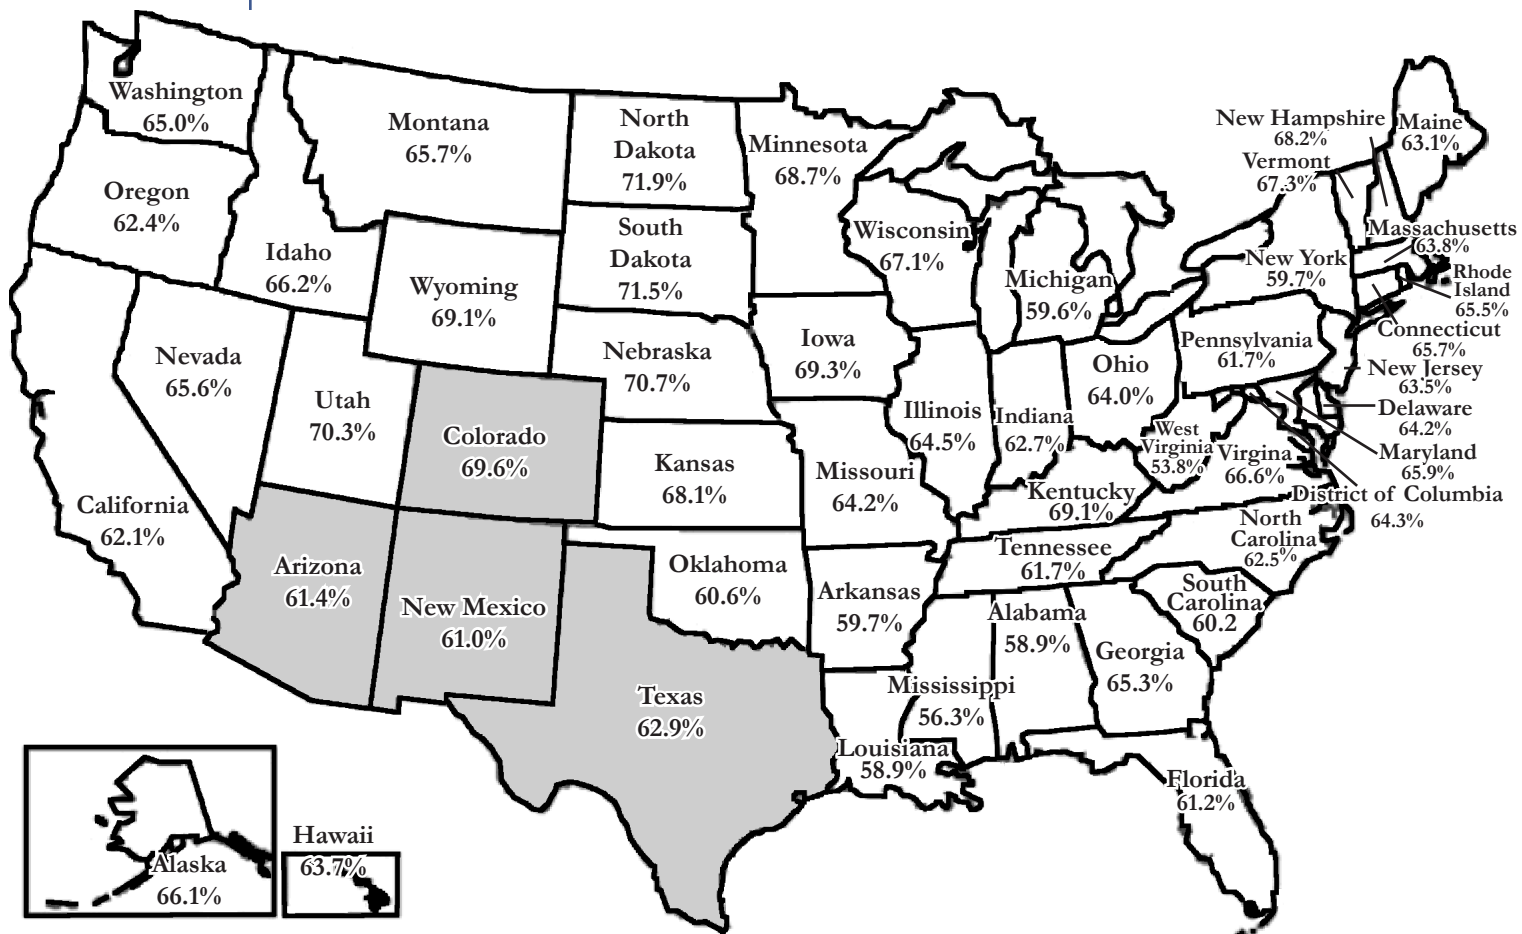 Washington
65.0%
Oregon
62.4%
Montana
65.7%
Idaho
66.2%
North
Dakota
71.9%
South
Dakota
71.5%
Minnesota
68.7%
Wisconsin
67.1%
Michigan
59.6%
Wyoming
69.1%
Nebraska
70.7%
Iowa
69.3%
Nevada
65.6%
Utah
70.3%
Colorado
69.6%
Kansas
68.1%
Missouri
64.2%
Illinois
64.5%
Indiana
62.7%
Ohio
64.0%
Pennsylvania
61.7%
New York
59.7%
New Hampshire
68.2%
Vermont
67.3%
Maine
63.1%
Massachusetts
63.8%
Rhode
Island
65.5%
Connecticut
65.7%
New Jersey
63.5%
Delaware
64.2%
Maryland
65.9%
District of Columbia
64.3%
West
Virginia
53.8%
Virgina
66.6%
Kentucky
69.1%
North
Carolina
62.5%
Tennessee
61.7%
South
Carolina
60.2
California
62.1%
Arizona
61.4%
New Mexico
61.0%
Oklahoma
60.6%
Arkansas
59.7%
Alabama
58.9%
Georgia
65.3%
Mississippi
56.3%
Texas
62.9%
Louisiana
58.9%
Florida
61.2%
Alaska
66.1%
Hawaii
63.7%